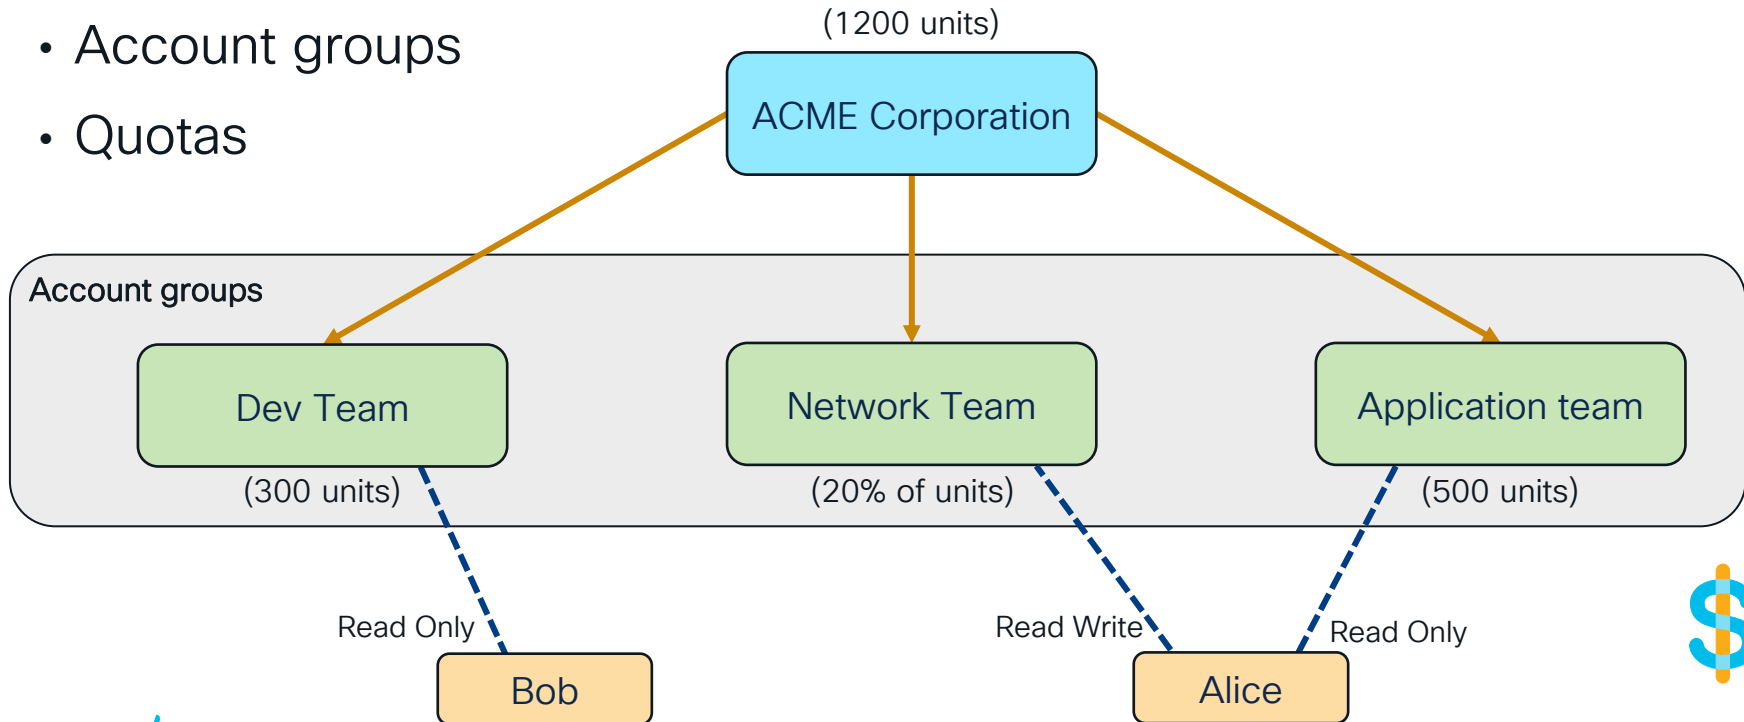 • Account groups
• Quotas
(1200 units)
ACME Corporation
Account groups
Dev Team
Network Team
Application team
(300 units)
(20% of units)
(500 units)
Read Only
Read Write
Read Only
Bob
Alice